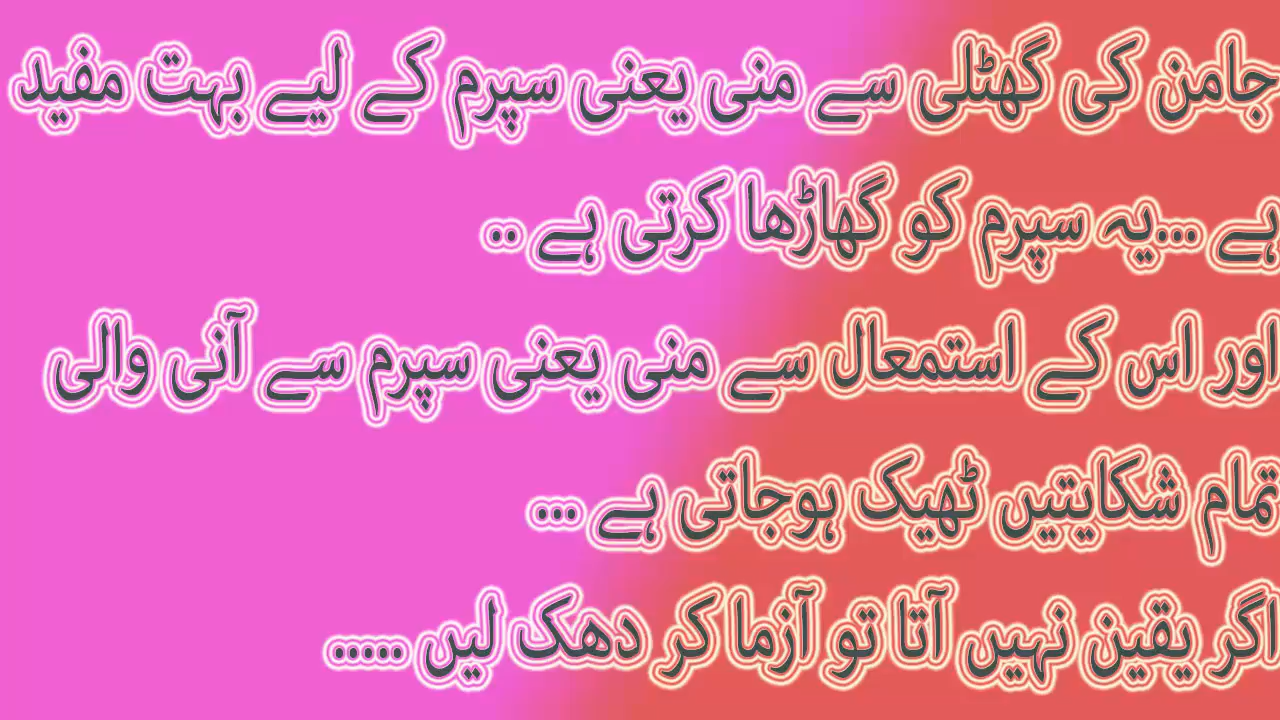 جامن کی گھٹلی سے منی یعنی سپرم کے لیے بہت مفید
ہے ...یہ سپرم کو گھاڑھا کرتی ہے ..
اور اس کے استمعال سے منی یعنی سپرم سے آنی والی
تمام شکایتیں ٹھیک ہوجاتی ہے ...
اگر یقین نہیں آتا تو آزما کر دھک لیں .....